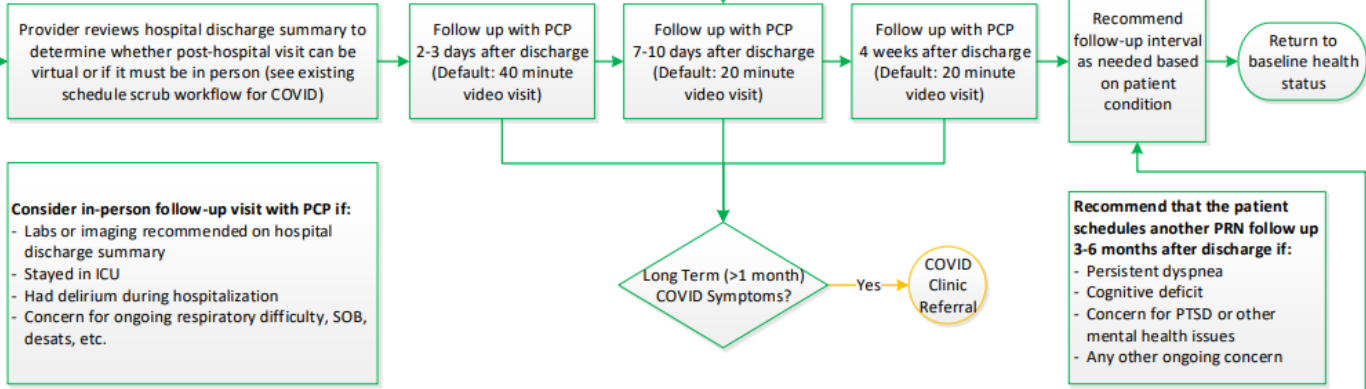 Provider reviews hospital discharge summary to
determine whether post-hospital visit can be
virtual or if it must be in person (see existing
schedule scrub workflow for COVID)
Follow up with PCP
2-3 days after discharge
(Default: 40 minute
video visit)
Follow up with PCP
7-10 days after discharge
(Default: 20 minute
video visit)
Follow up with PCP
4 weeks after discharge
(Default: 20 minute
video visit)
Recommend
follow-up interval
as needed based
on patient
condition
Return to
baseline health
status
Consider in-person follow-up visit with PCP if:
- Labs or imaging recommended on hospital
discharge summary
- Stayed in ICU
- Had delirium during hospitalization
- Concern for ongoing respiratory difficulty, SOB,
desats, etc.
Long Term (>1 month)
COVID Symptoms?
Yes
COVID
Clinic
Referral
Recommend that the patient
schedules another PRN follow up
3-6 months after discharge if:
- Persistent dyspnea
- Cognitive deficit
- Concern for PTSD or other
mental health issues
- Any other ongoing concern